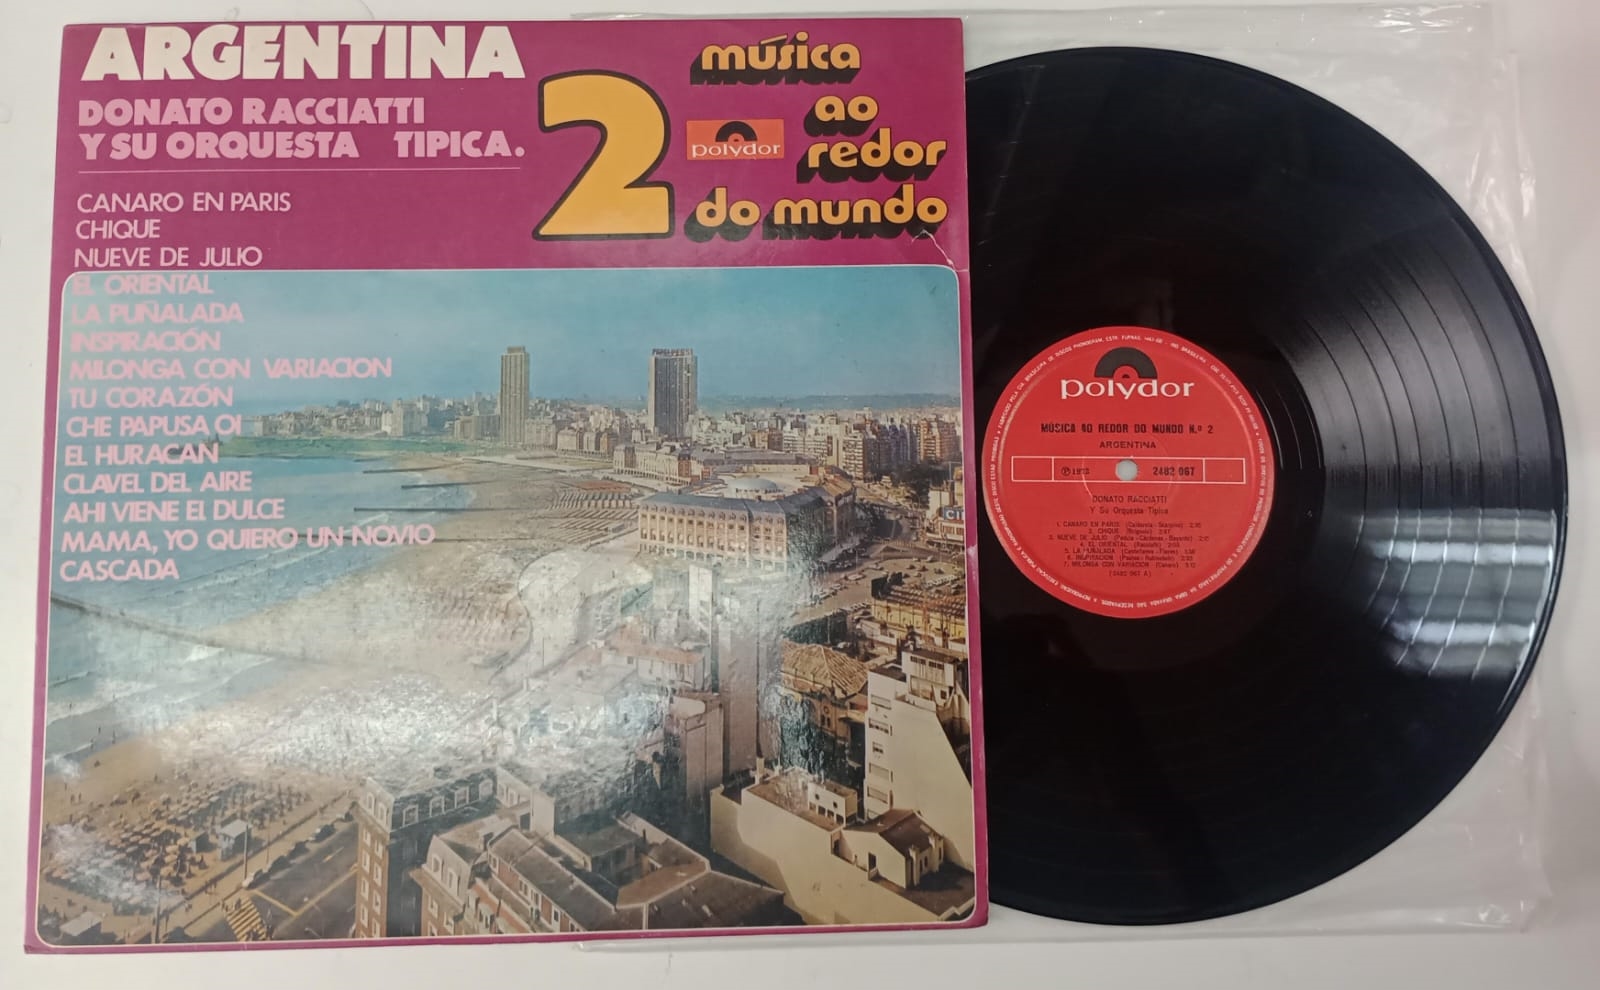 ARGENTINA
DONATO RACCIATTI
Y SU ORQUESTA TIPICA.
2
música
ao
redor
do mundo
polydor
CANARO EN PARIS
CHIQUE
NUEVE DE JULIO
EL ORIENTAL
LA PUÑALADA
INSPIRACIÓN
MILONGA CON VARIACION
TU CORAZÓN
CHE PAPUSA OI
EL HURACAN
CLAVEL DEL AIRE
AHI VIENE EL DULCE
MAMA, YO QUIERO UN NOVIO
CASCADA
polydor
MÚSICA AO REDOR DO MUNDO N.º 2
ARGENTINA
2482 067
DONATO RACCIATTI
Y Su Orquesta Tipica
1. CANARO EN PARIS
2. CHIQUE
3. NUEVE DE JULIO
4. EL ORIENTAL
5. LA PUÑALADA
6. INSPIRACION
7. MILONGA CON VARIACION (Canaro)
(2482 067 A)